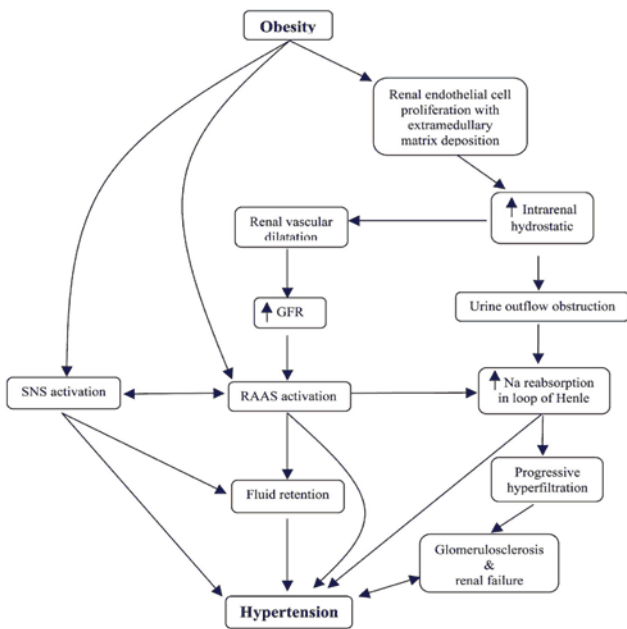 Obesity
Renal endothelial cell
proliferation with
extramedullary
matrix deposition
Intrarenal
hydrostatic
Renal vascular
dilatation
GFR
Urine outflow obstruction
SNS activation
RAAS activation
Na reabsorption
in loop of Henle
Fluid retention
Progressive
hyperfiltration
Glomerulosclerosis
&
renal failure
Hypertension